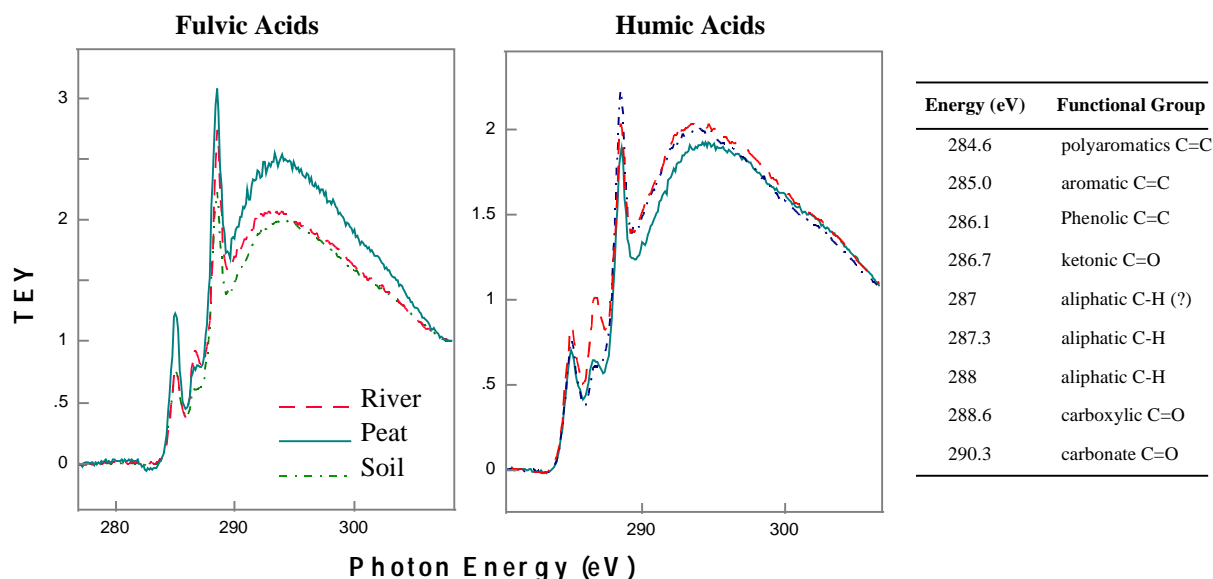 Fulvic Acids
Humic Acids
TEY
3
2
1
.5
0
280
290
300
River
Peat
Soil
2
1.5
1
.5
0
290
300
Photon Energy (eV)
Energy (eV) Functional Group
284.6 polyaromatics C=C
285.0 aromatic C=C
286.1 Phenolic C=C
286.7 ketonic C=O
287 aliphatic C-H (?)
287.3 aliphatic C-H
288 aliphatic C-H
288.6 carboxylic C=O
290.3 carbonate C=O